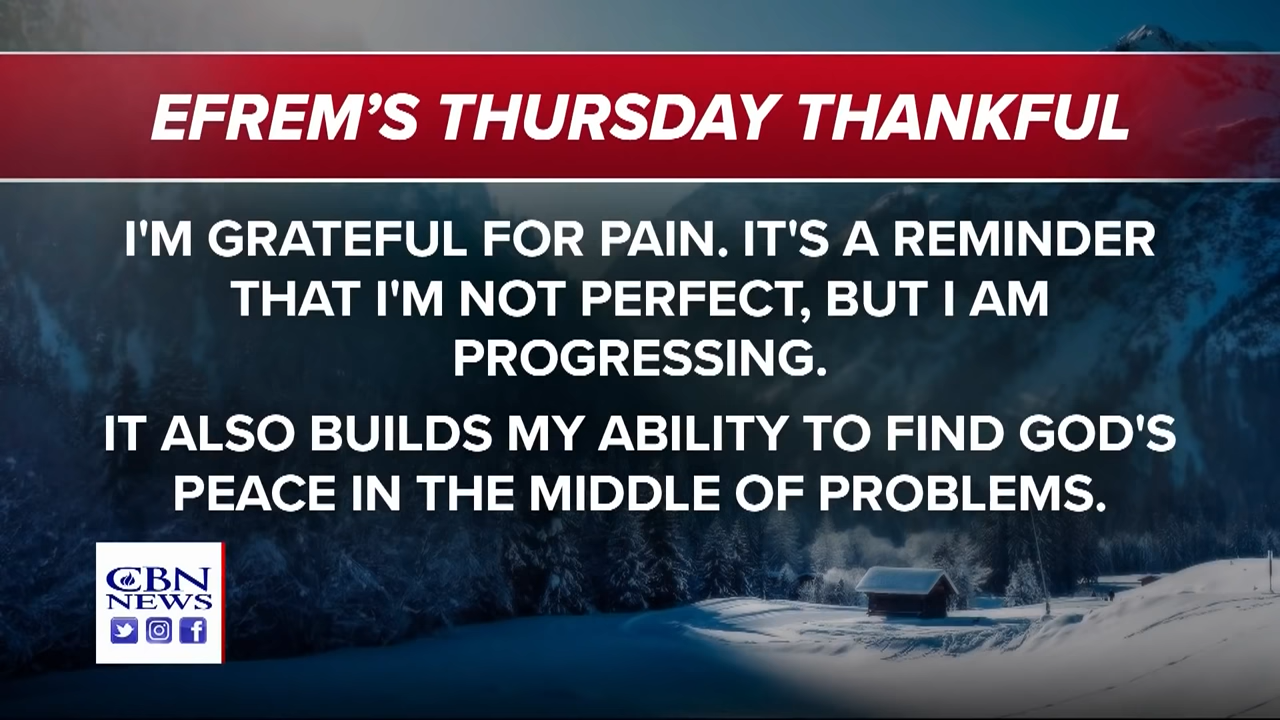 EFREM’S THURSDAY THANKFUL
I'M GRATEFUL FOR PAIN. IT'S A REMINDER
THAT I'M NOT PERFECT, BUT I AM
PROGRESSING.
IT ALSO BUILDS MY ABILITY TO FIND GOD'S
PEACE IN THE MIDDLE OF PROBLEMS.
CBN
NEWS